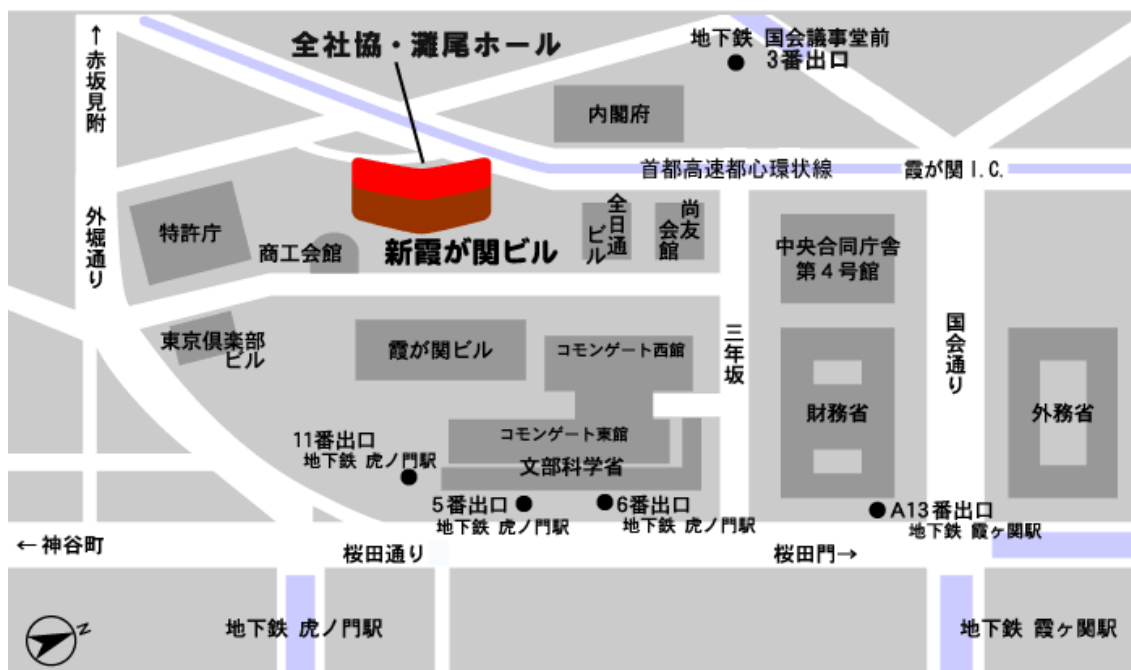 ↑赤坂見附
全社協・灘尾ホール
地下鉄 国会議事堂前
3番出口
内閣府
首都高速都心環状線
霞が関 I.C.
外堀通り
特許庁
商工会館
新霞が関ビル
全日通
ビル
尚友
会館
中央合同庁舎
第4号館
東京倶楽部
ビル
霞が関ビル
コモンゲート西館
三年坂
国会通り
財務省
外務省
11番出口
地下鉄 虎ノ門駅
コモンゲート東館
文部科学省
5番出口
地下鉄 虎ノ門駅
6番出口
地下鉄 虎ノ門駅
A13番出口
地下鉄 霞ヶ関駅
←神谷町
桜田通り
桜田門→
N
地下鉄 虎ノ門駅
地下鉄 霞ヶ関駅